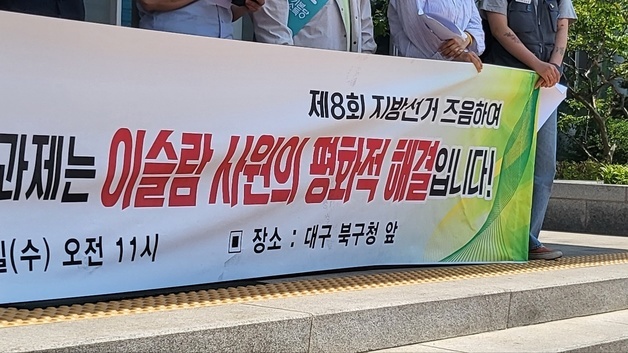 제8회 지방선거 즈음하여
과제는 이슬람 사원의 평화적 해결입니다!
일(수) 오전 11시
장소 : 대구 북구청 앞